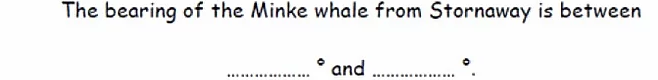 The bearing of the Minke whale from Stornaway is between
.................. ° and .................. °.